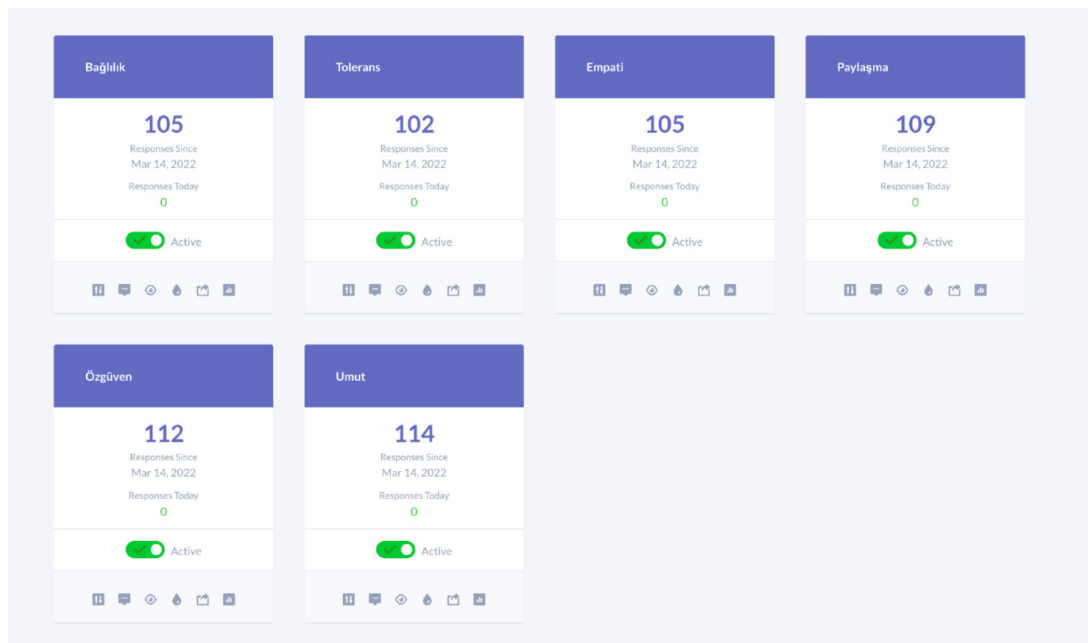 Bağlılık
105
Responses Since
Mar 14, 2022
Responses Today
0
Active
Tolerans
102
Responses Since
Mar 14, 2022
Responses Today
0
Active
Empati
105
Responses Since
Mar 14, 2022
Responses Today
0
Active
Paylaşma
109
Responses Since
Mar 14, 2022
Responses Today
0
Active
Özgüven
112
Responses Since
Mar 14, 2022
Responses Today
0
Active
Umut
114
Responses Since
Mar 14, 2022
Responses Today
0
Active